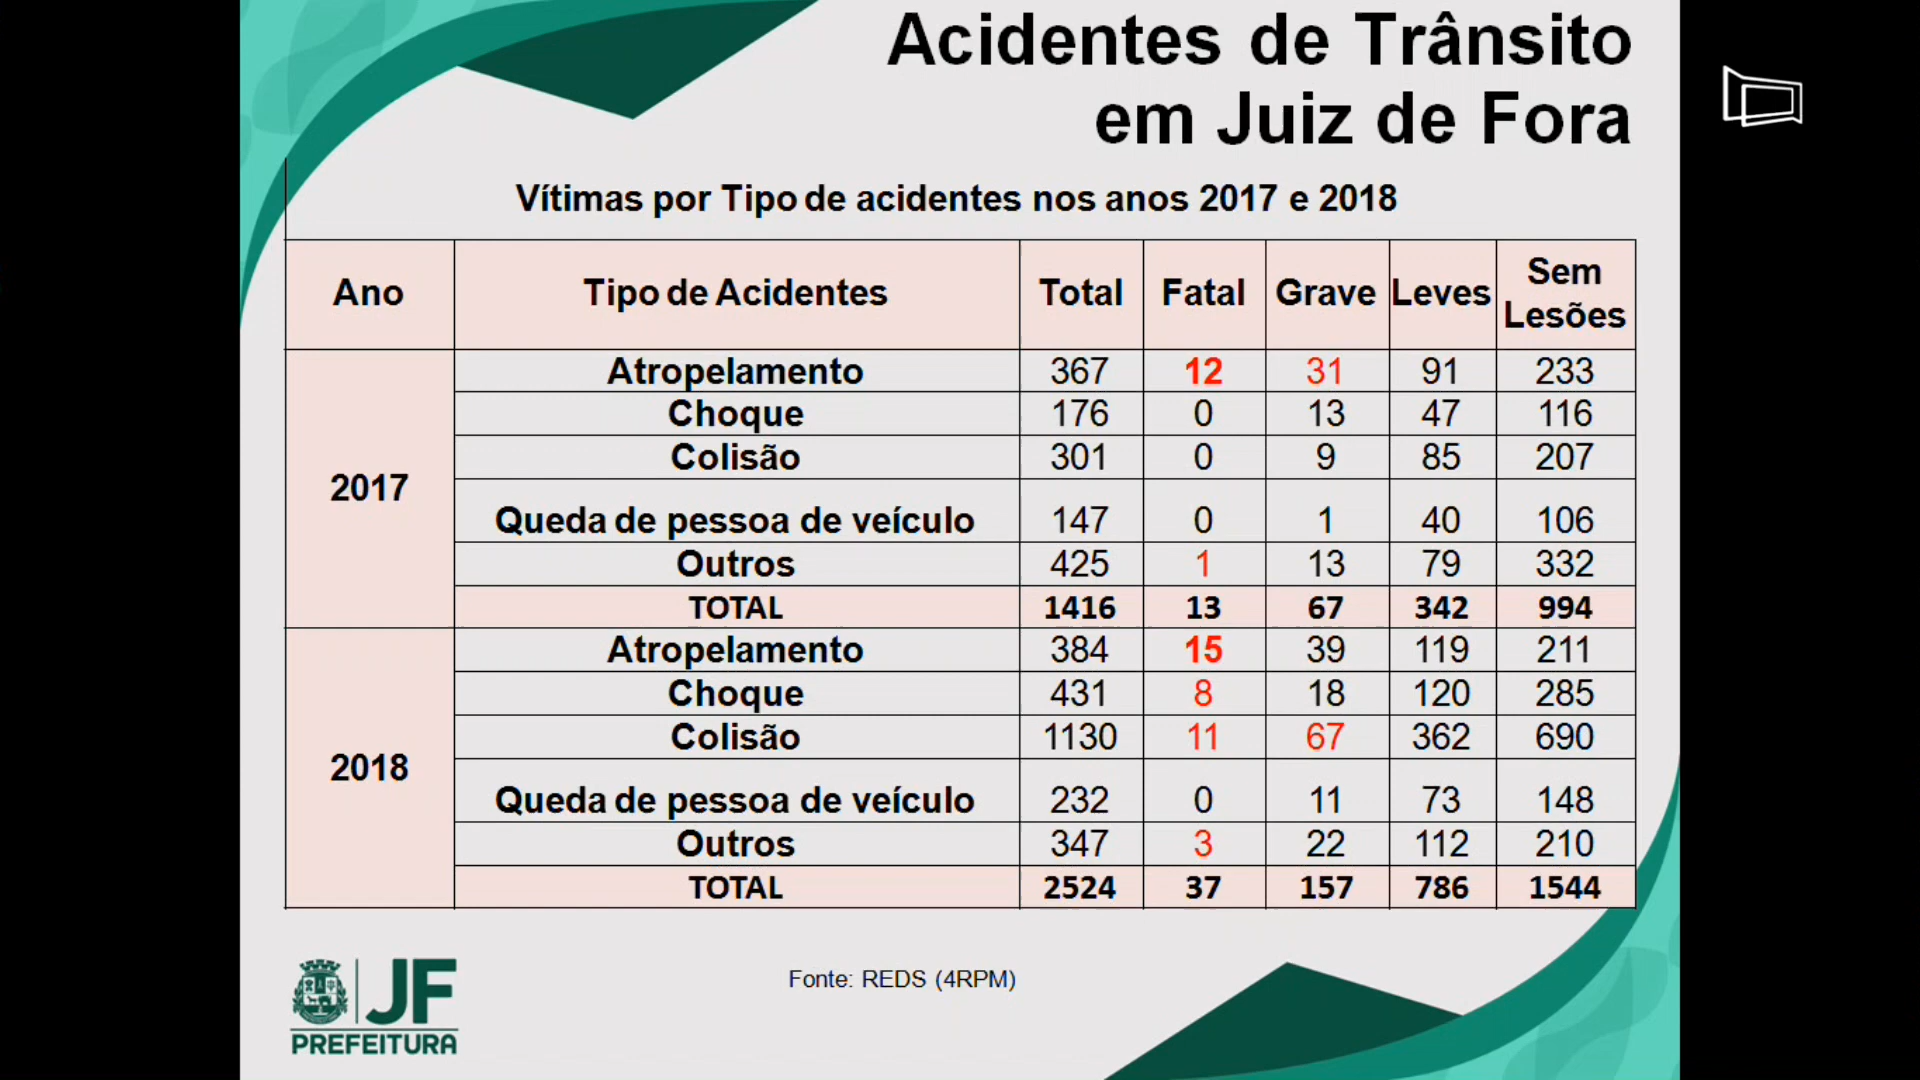 Acidentes de Trânsito
em Juiz de Fora
Vítimas por Tipo de acidentes nos anos 2017 e 2018
Ano Tipo de Acidentes Total Fatal Grave Leves Sem Lesões
2017
Atropelamento 367 12 31 91 233
Choque 176 0 13 47 116
Colisão 301 0 9 85 207
Queda de pessoa de veículo 147 0 1 40 106
Outros 425 1 13 79 332
TOTAL 1416 13 67 342 994
2018
Atropelamento 384 15 39 119 211
Choque 431 8 18 120 285
Colisão 1130 11 67 362 690
Queda de pessoa de veículo 232 0 11 73 148
Outros 347 3 22 112 210
TOTAL 2524 37 157 786 1544
Fonte: REDS (4RPM)
JF
PREFEITURA